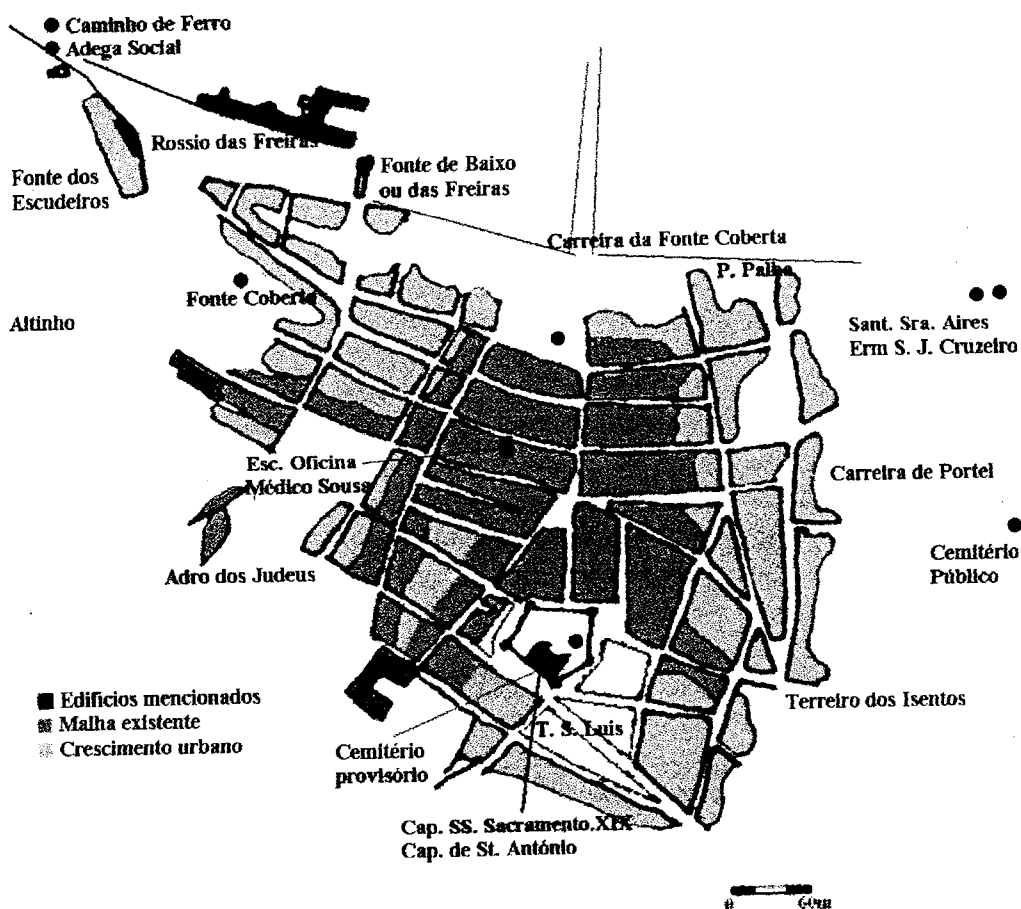 Caminho de Ferro
Adega Social
Rossio das Freiras
Fonte dos
Escudeiros
Fonte de Baixo
ou das Freiras
Carreira da Fonte Coberta
P. Palha
Fonte Coberta
Altinho
Sant. Sra. Aires
Erm S. J. Cruzeiro
Esc. Oficina
Médico Sousa
Carreira de Portel
Adro dos Judeus
Cemitério
Público
Edifícios mencionados
Malha existente
Crescimento urbano
Terreiro dos Isentos
T. S. Luis
Cemitério
provisório
Cap. SS. Sacramento.XIX
Cap. de St. António
0 60m